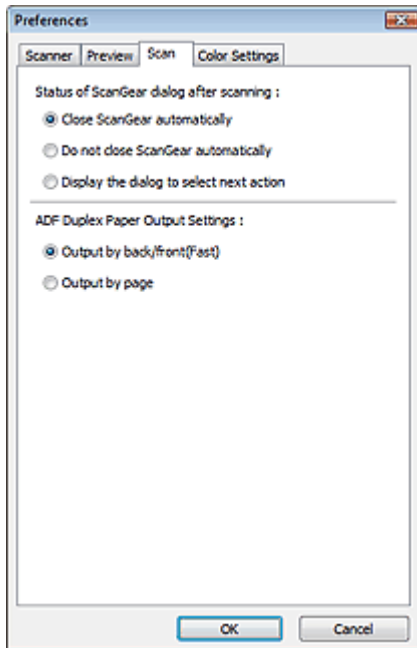 Preferences
Scanner Preview Scan Color Settings
Status of ScanGear dialog after scanning :
Close ScanGear automatically
Do not close ScanGear automatically
Display the dialog to select next action
ADF Duplex Paper Output Settings :
Output by back/front(Fast)
Output by page
OK Cancel